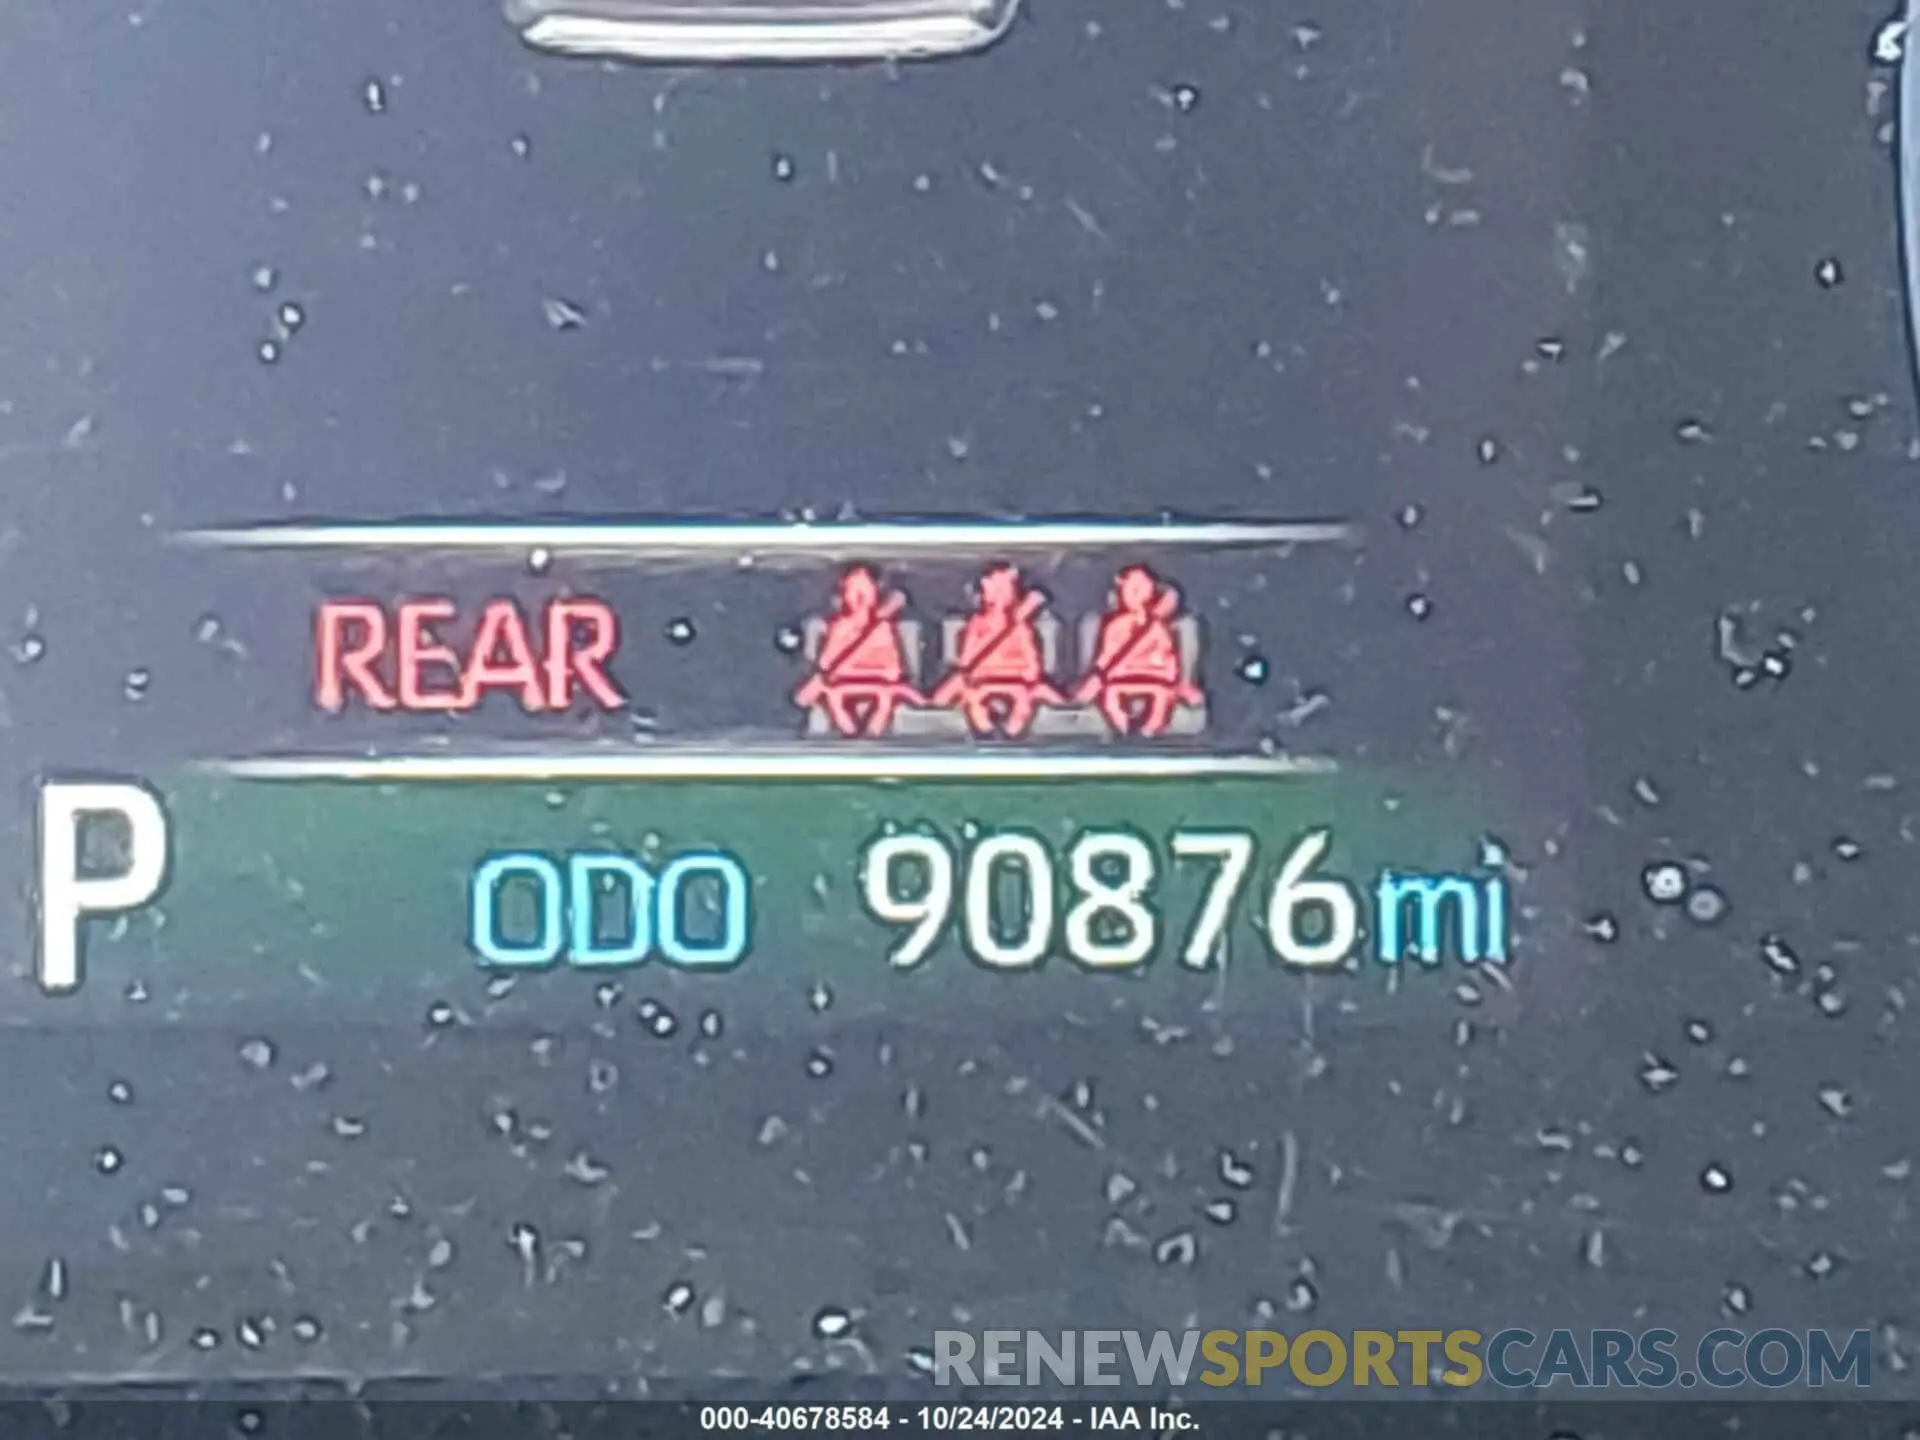 REAR
P ODO 90876mi
RENEWSPORTSCARS.COM
000-40678584 - 10/24/2024 - IAA Inc.